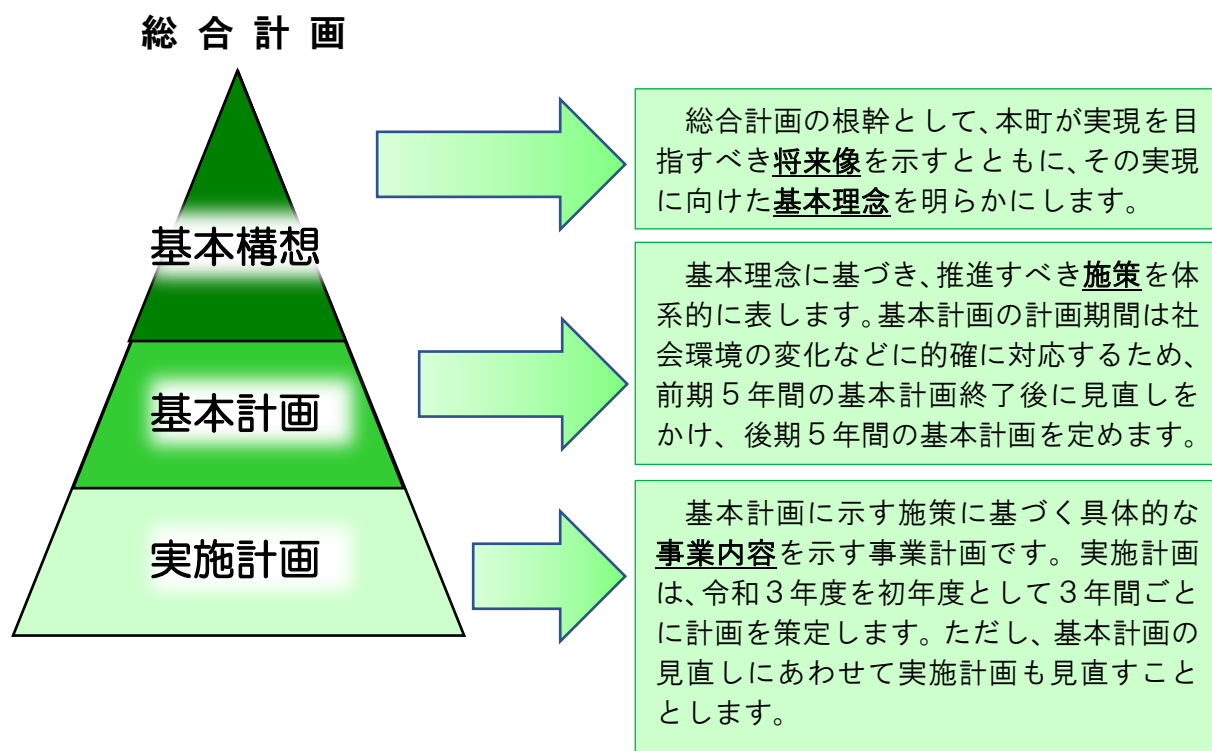 総合計画
基本構想
総合計画の根幹として、本町が実現を目
指すべき将来像を示すとともに、その実現
に向けた基本理念を明らかにします。
基本計画
基本理念に基づき、推進すべき施策を体
系的に表します。基本計画の計画期間は社
会環境の変化などに的確に対応するため、
前期５年間の基本計画終了後に見直しを
かけ、後期５年間の基本計画を定めます。
実施計画
基本計画に示す施策に基づく具体的な
事業内容を示す事業計画です。実施計画
は、令和３年度を初年度として３年間ごと
に計画を策定します。ただし、基本計画の
見直しにあわせて実施計画も見直すこと
とします。